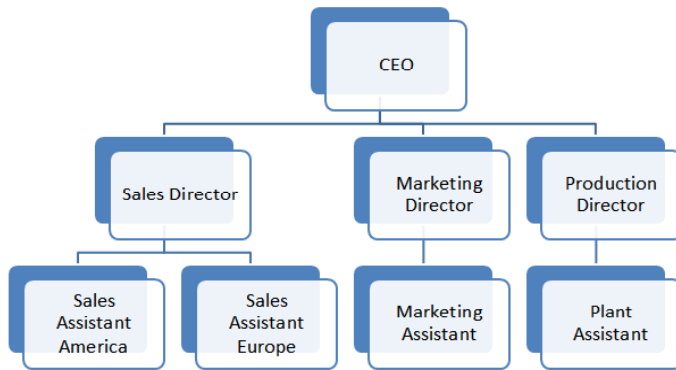 CEO
Sales Director
Marketing
Director
Production
Director
Sales
Assistant
America
Sales
Assistant
Europe
Marketing
Assistant
Plant
Assistant